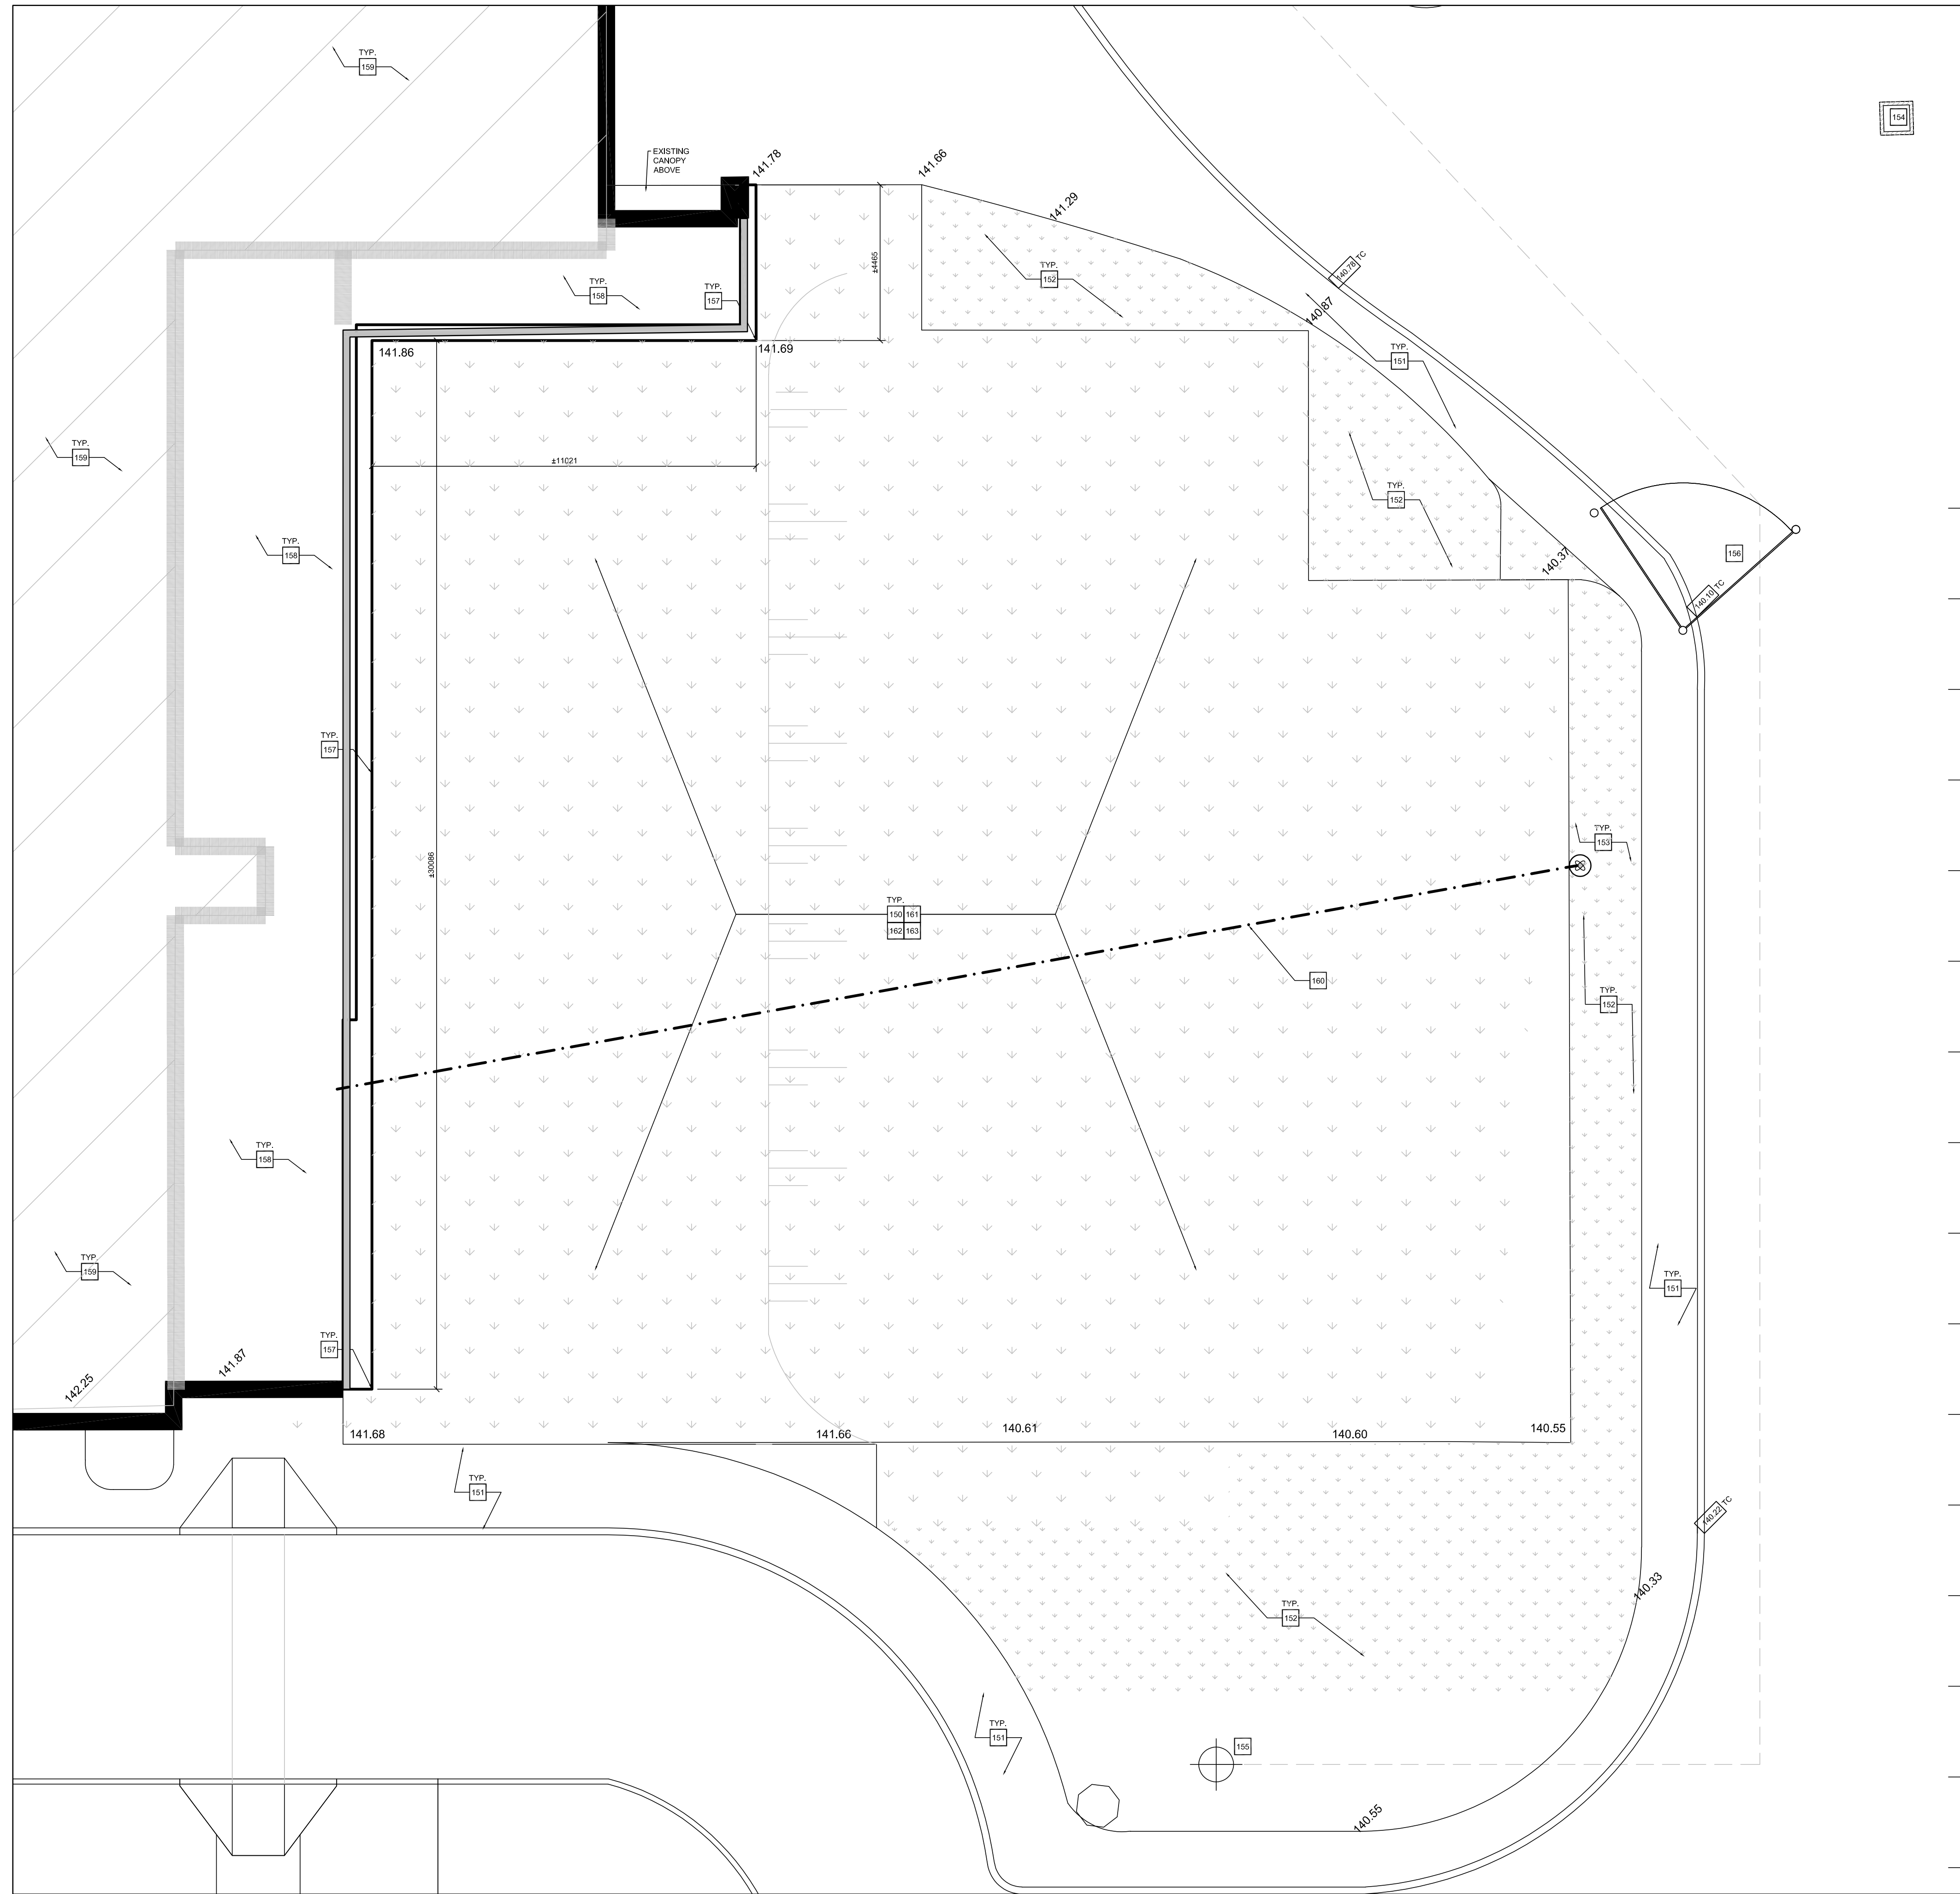 TYP.
159
EXISTING
CANOPY
ABOVE
141.78
141.66
154
141.29
140.78 TC
TYP.
158
TYP.
157
±4465
TYP.
152
140.87
141.86
141.69
TYP.
151
TYP.
159
±11021
TYP.
152
TYP.
158
140.37
156
140.10 TC
TYP.
157
±30086
TYP.
153
TYP.
150 161
162 163
160
TYP.
152
TYP.
158
TYP.
159
TYP.
151
TYP.
157
141.87
142.25
141.68
141.66
140.61
140.60
140.55
TYP.
151
140.22 TC
140.33
TYP.
152
TYP.
151
155
140.55